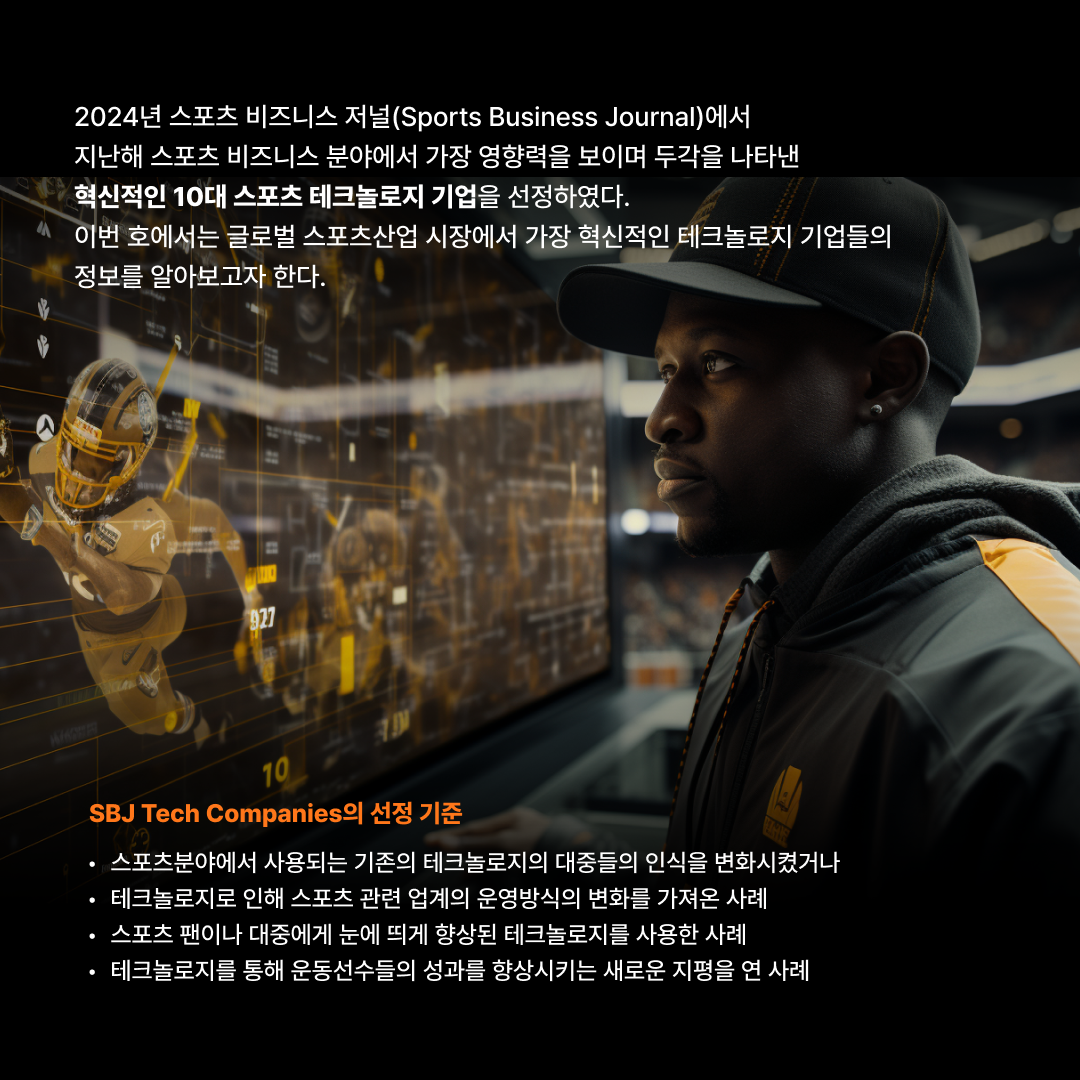 2024년 스포츠 비즈니스 저널(Sports Business Journal)에서
지난해 스포츠 비즈니스 분야에서 가장 영향력을 보이며 두각을 나타낸
혁신적인 10대 스포츠 테크놀로지 기업을 선정하였다.
이번 호에서는 글로벌 스포츠산업 시장에서 가장 혁신적인 테크놀로지 기업들의
정보를 알아보고자 한다.
10
SBJ Tech Companies의 선정 기준
• 스포츠분야에서 사용되는 기존의 테크놀로지의 대중들의 인식을 변화시켰거나
• 테크놀로지로 인해 스포츠 관련 업계의 운영방식의 변화를 가져온 사례
• 스포츠 팬이나 대중에게 눈에 띄게 향상된 테크놀로지를 사용한 사례
• 테크놀로지를 통해 운동선수들의 성과를 향상시키는 새로운 지평을 연 사례